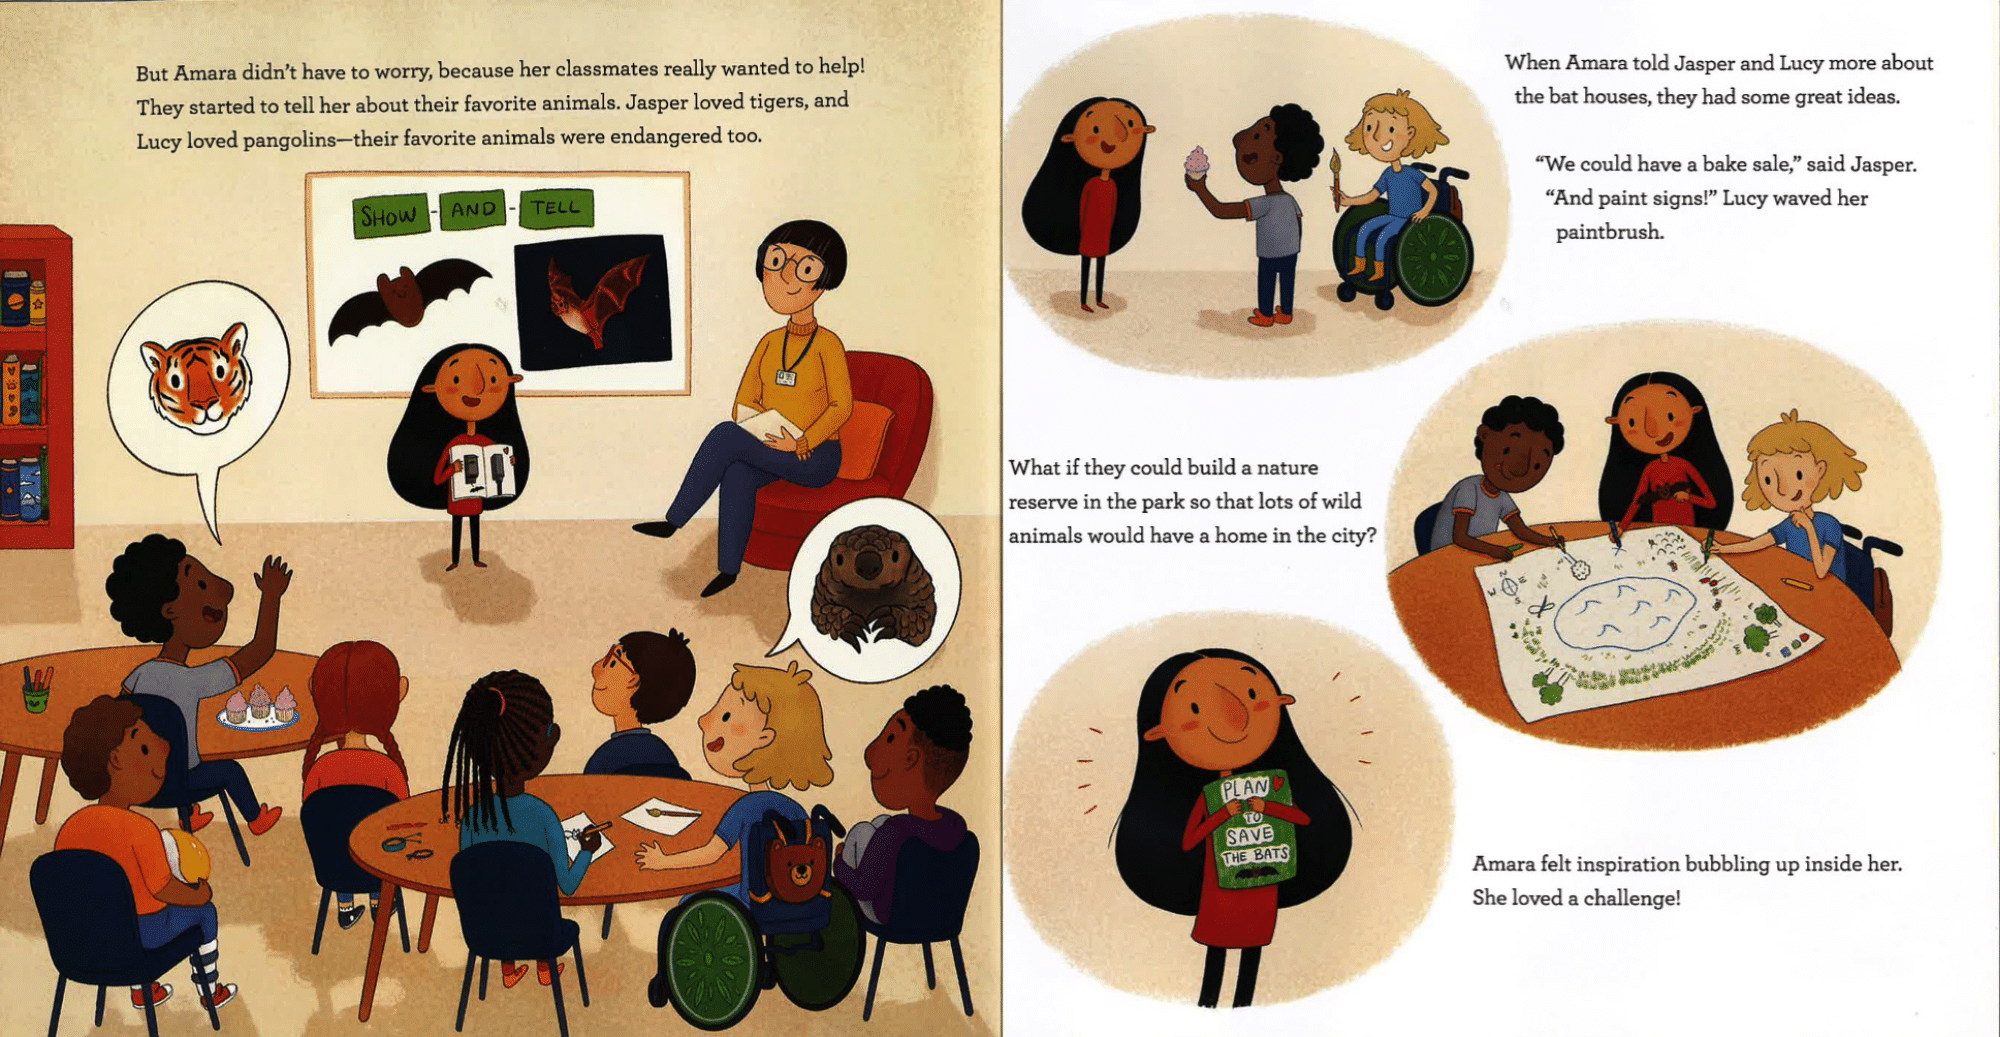 But Amara didn't have to worry, because her classmates really wanted to help!
They started to tell her about their favorite animals. Jasper loved tigers, and
Lucy loved pangolins—their favorite animals were endangered too.
SHOW - AND - TELL
When Amara told Jasper and Lucy more about
the bat houses, they had some great ideas.
“We could have a bake sale,” said Jasper.
“And paint signs!” Lucy waved her
paintbrush.
What if they could build a nature
reserve in the park so that lots of wild
animals would have a home in the city?
PLAN
TO
SAVE
THE BATS
Amara felt inspiration bubbling up inside her.
She loved a challenge!